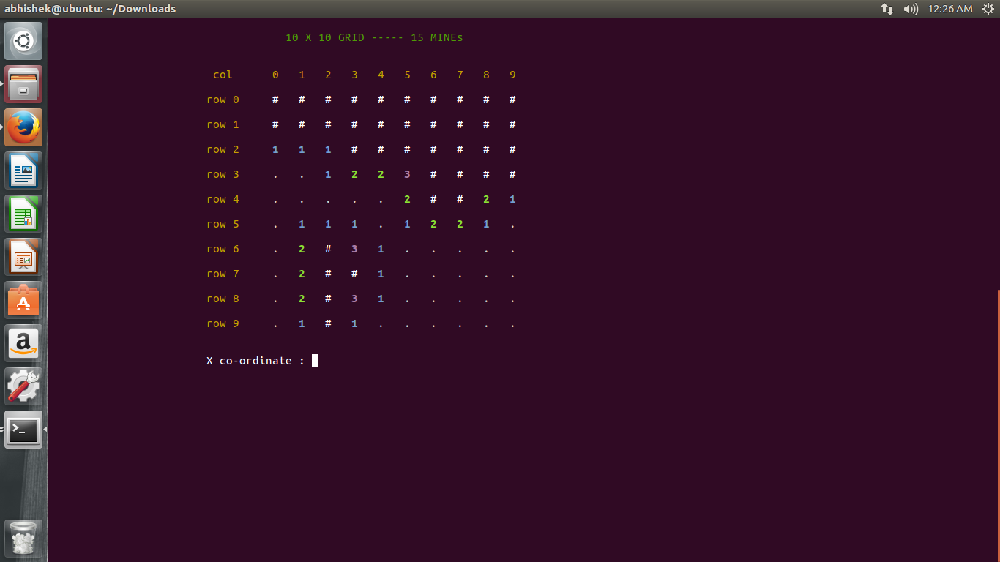 abhishek@ubuntu: ~/Downloads 12:26 AM
10 X 10 GRID ----- 15 MINEs
col 0 1 2 3 4 5 6 7 8 9
row 0 # # # # # # # # # #
row 1 # # # # # # # # # #
row 2 1 1 1 # # # # # # #
row 3 . . 1 2 2 3 # # # #
row 4 . . . . . 2 # # 2 1
row 5 . 1 1 1 . 1 2 2 1 .
row 6 . 2 # 3 1 . . . . .
row 7 . 2 # # 1 . . . . .
row 8 . 2 # 3 1 . . . . .
row 9 . 1 # 1 . . . . . .
X co-ordinate :